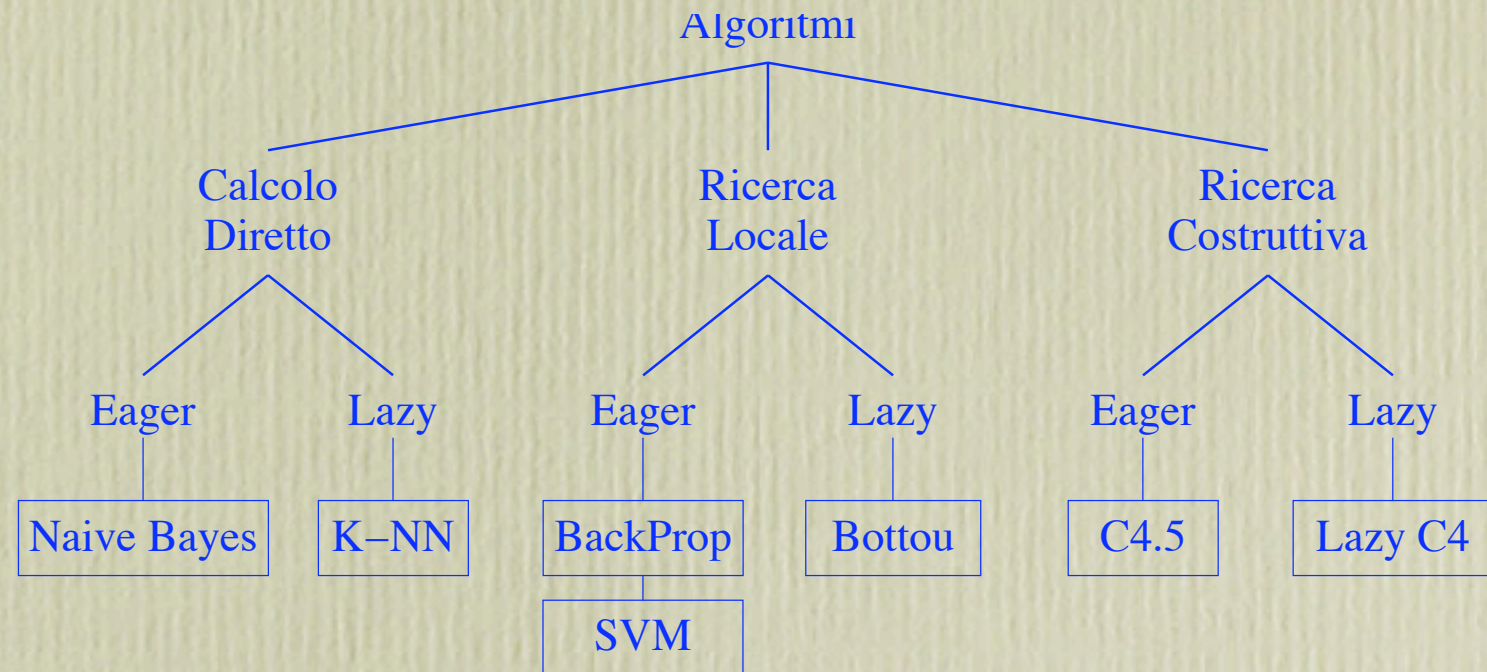 Algoritmi
Calcolo
Diretto
Ricerca
Locale
Ricerca
Costruttiva
Eager
Lazy
Eager
Lazy
Eager
Lazy
Naive Bayes
K−NN
BackProp
Bottou
C4.5
Lazy C4
SVM